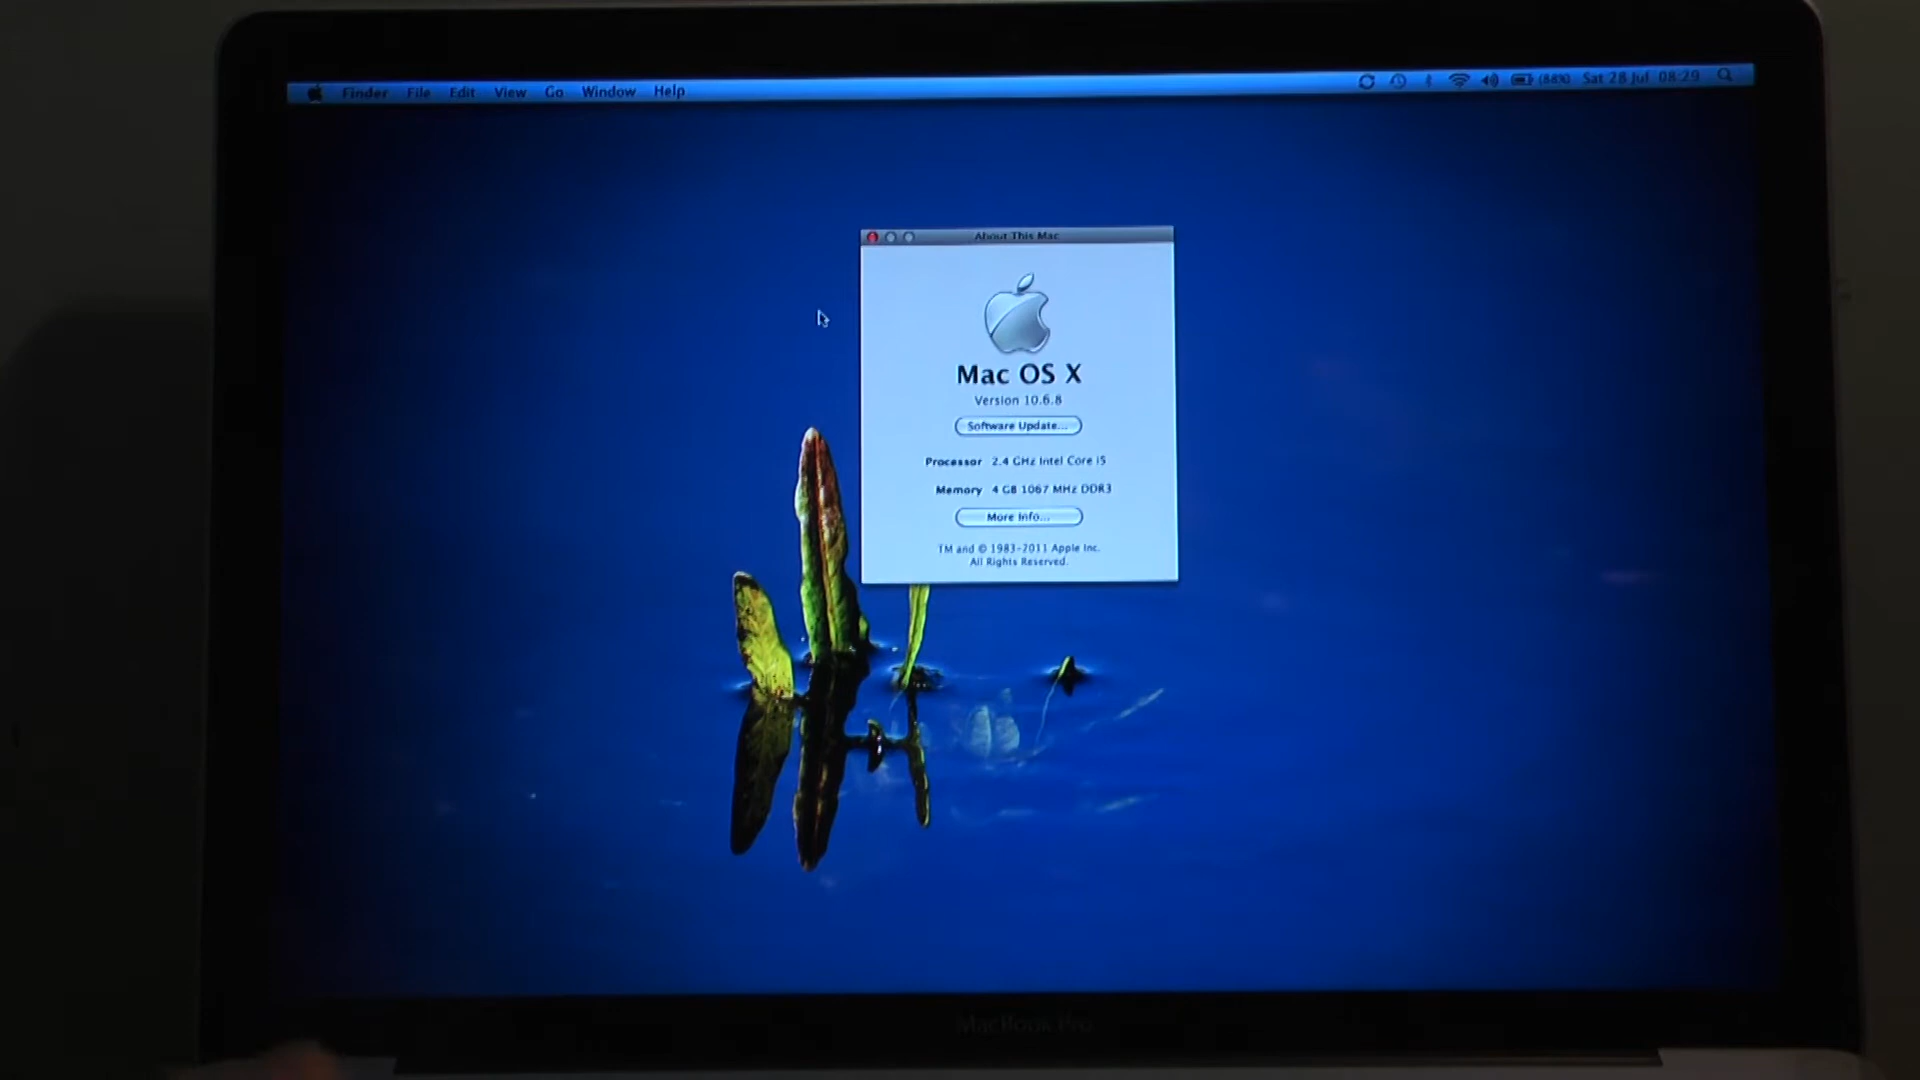 Finder File Edit View Go Window Help (88%) Sat 28 Jul 08:29
About This Mac
Mac OS X
Version 10.6.8
Software Update...
Processor 2.4 GHz Intel Core i5
Memory 4 GB 1067 MHz DDR3
More Info...
TM and © 1983-2011 Apple Inc.
All Rights Reserved.
MacBook Pro